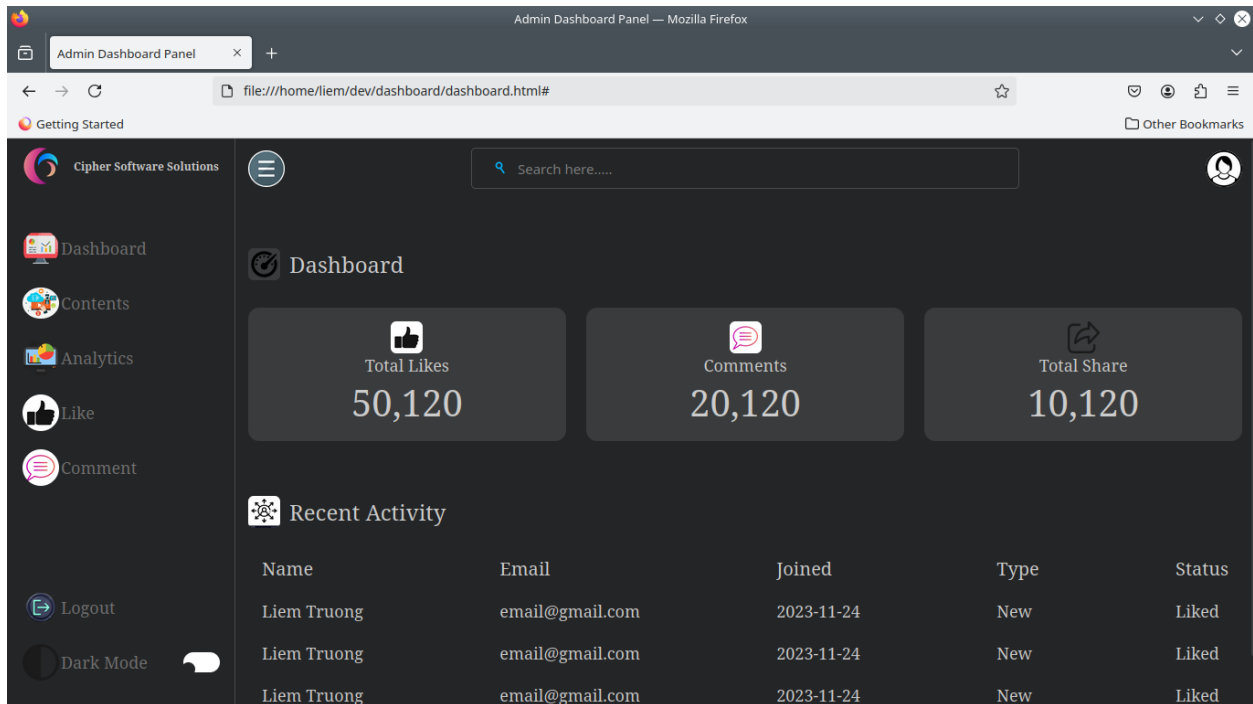 Admin Dashboard Panel — Mozilla Firefox
Admin Dashboard Panel
file:///home/liem/dev/dashboard/dashboard.html#
Getting Started
Other Bookmarks
Cipher Software Solutions
Search here.....
Dashboard
Contents
Analytics
Like
Comment
Logout
Dark Mode
Dashboard
Total Likes
50,120
Comments
20,120
Total Share
10,120
Recent Activity
Name Email Joined Type Status
Liem Truong email@gmail.com 2023-11-24 New Liked
Liem Truong email@gmail.com 2023-11-24 New Liked
Liem Truong email@gmail.com 2023-11-24 New Liked